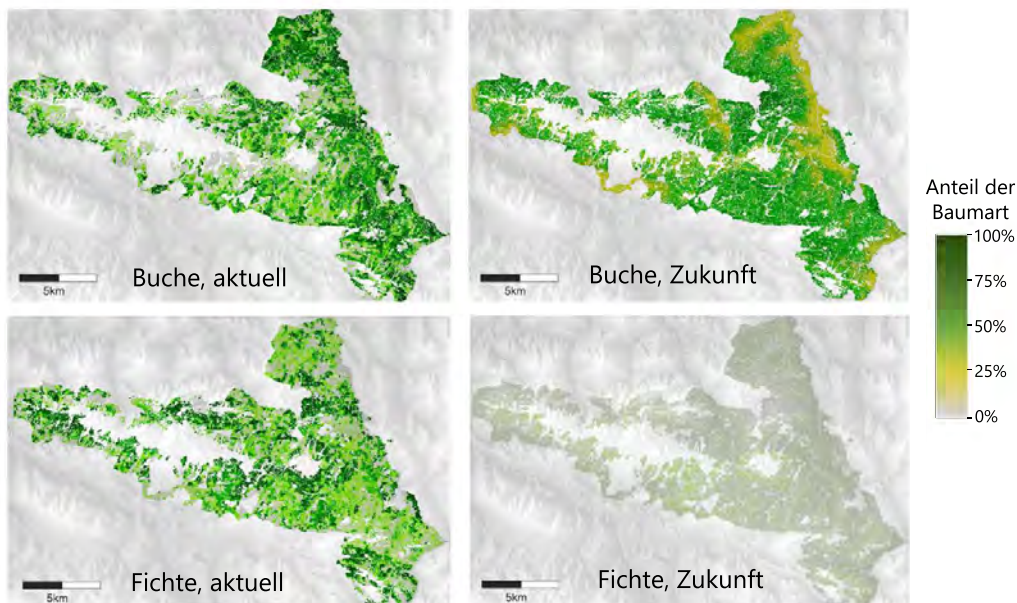 Buche, aktuell
5km
Buche, Zukunft
5km
Anteil der
Baumart
100%
75%
50%
25%
0%
Fichte, aktuell
5km
Fichte, Zukunft
5km